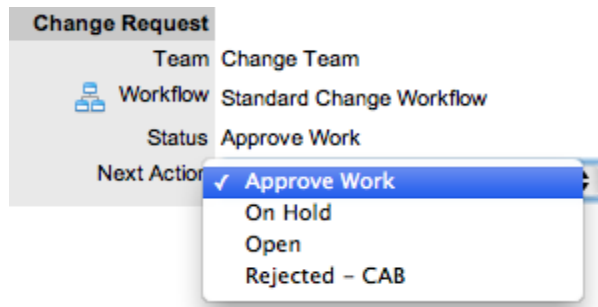 Change Request
Team Change Team
Workflow Standard Change Workflow
Status Approve Work
Next Action
✓ Approve Work
On Hold
Open
Rejected – CAB